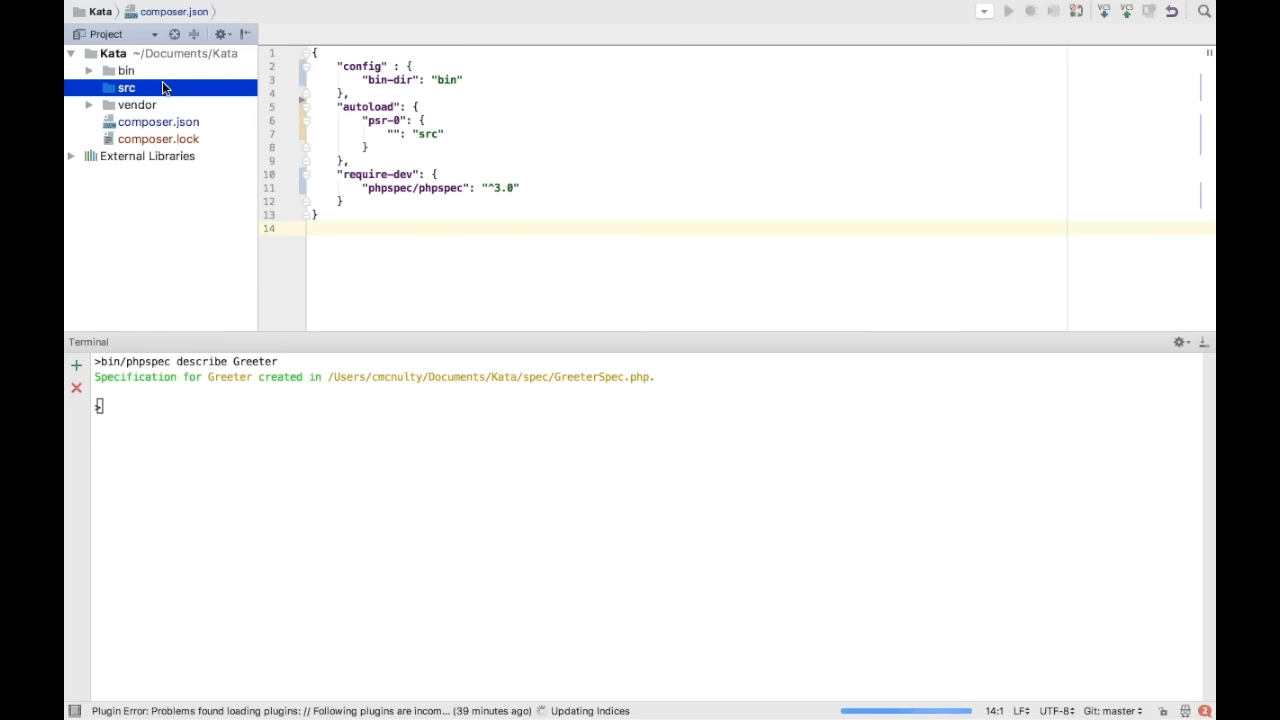 Kata
composer.json
Project
Kata ~/Documents/Kata
bin
src
vendor
composer.json
composer.lock
External Libraries
1 {
2 "config" : {
3 "bin-dir": "bin"
4 },
5 "autoload": {
6 "psr-0": {
7 "": "src"
8 }
9 },
10 "require-dev": {
11 "phpspec/phpspec": "^3.0"
12 }
13 }
14
VCS
VCS
Terminal
>bin/phpspec describe Greeter
Specification for Greeter created in /Users/cmcnulty/Documents/Kata/spec/GreeterSpec.php.
>
Plugin Error: Problems found loading plugins: // Following plugins are incom... (39 minutes ago)
Updating Indices
14:1 LF UTF-8 Git: master
2